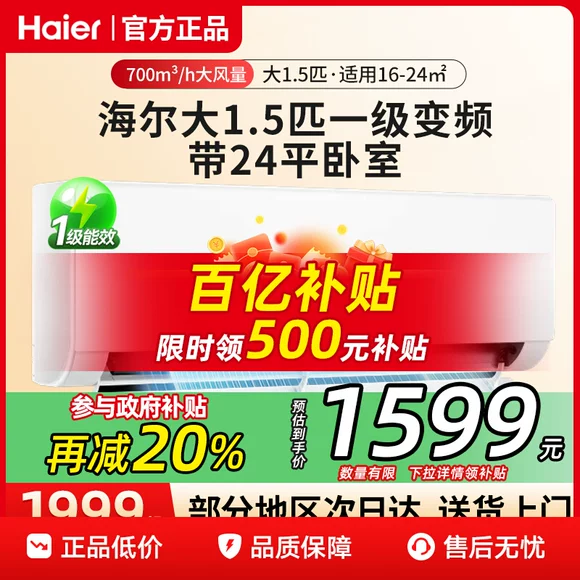 Haier 官方正品
700m³/h大风量 大1.5匹·适用16-24㎡
海尔大1.5匹一级变频
带24平卧室
1级能效
百亿补贴
限时领500元补贴
参与政府补贴
再减20%
预估到手价
1599元
数量有限 下拉详情领补贴
1999
部分地区次日达 送货上门
正品低价 品质保障 售后无忧